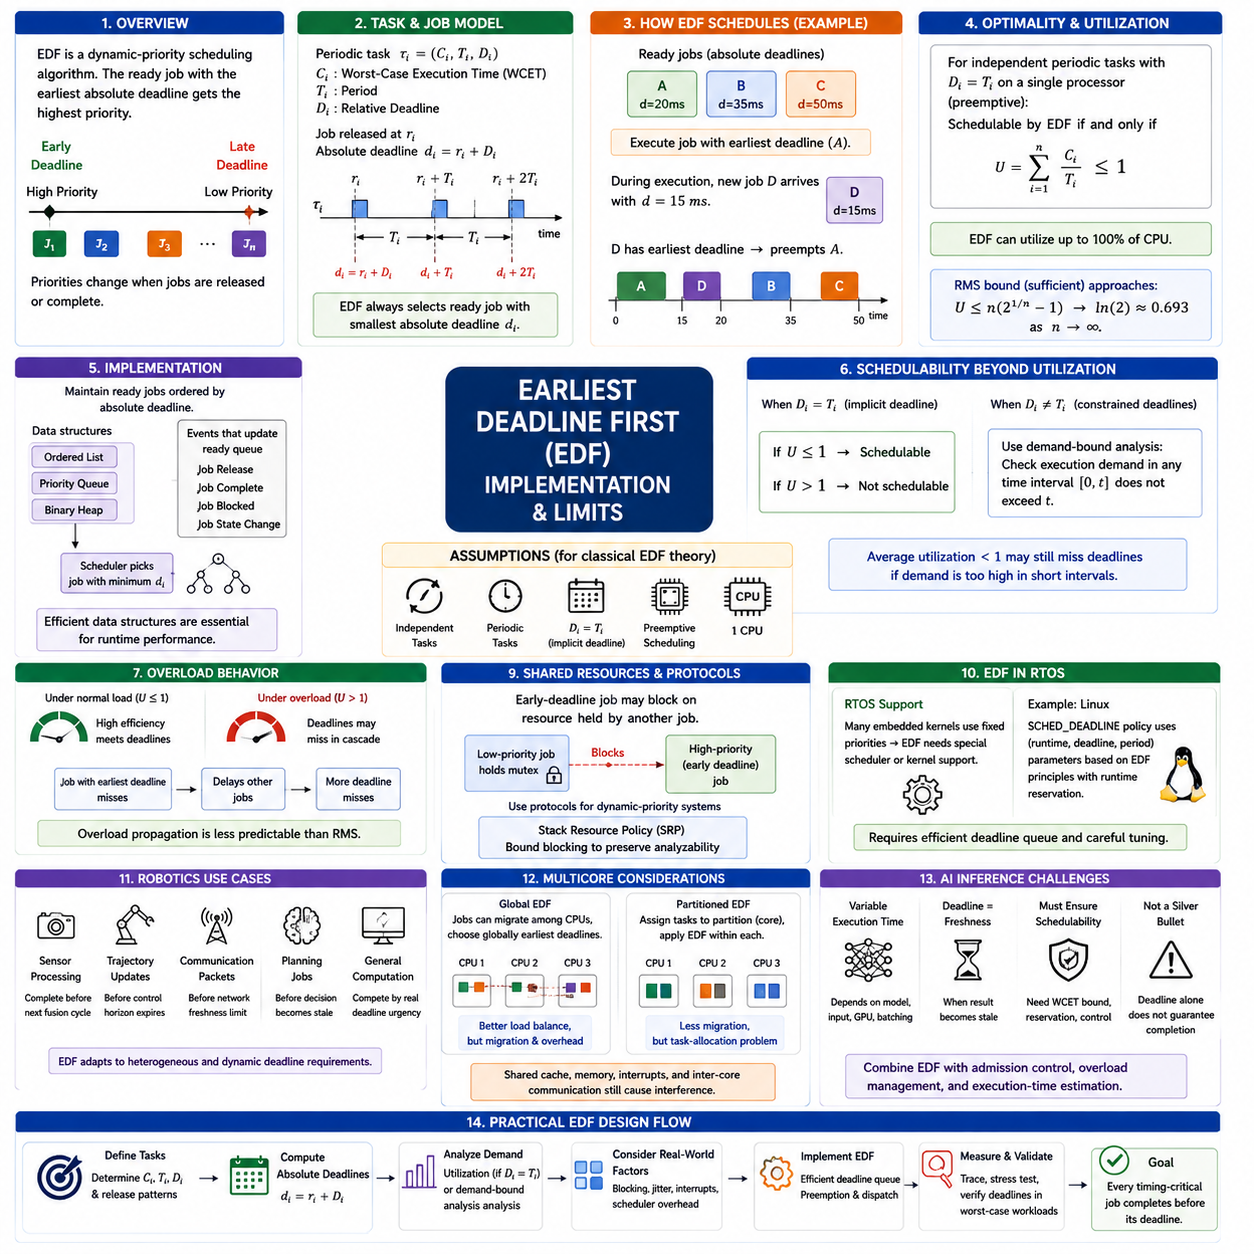 1. OVERVIEW
EDF is a dynamic-priority scheduling
algorithm. The ready job with the
earliest absolute deadline gets the
highest priority.
Early
Deadline
Late
Deadline
High Priority
Low Priority
J₁
J₂
J₃
...
Jₙ
Priorities change when jobs are released
or complete.
2. TASK & JOB MODEL
Periodic task τᵢ = (Cᵢ, Tᵢ, Dᵢ)
Cᵢ : Worst-Case Execution Time (WCET)
Tᵢ : Period
Dᵢ : Relative Deadline
Job released at rᵢ
Absolute deadline dᵢ = rᵢ + Dᵢ
rᵢ
rᵢ + Tᵢ
rᵢ + 2Tᵢ
τᵢ
Tᵢ
Tᵢ
time
dᵢ = rᵢ + Dᵢ
dᵢ + Tᵢ
dᵢ + 2Tᵢ
EDF always selects ready job with
smallest absolute deadline dᵢ.
3. HOW EDF SCHEDULES (EXAMPLE)
Ready jobs (absolute deadlines)
A
d=20ms
B
d=35ms
C
d=50ms
Execute job with earliest deadline (A).
During execution, new job D arrives
with d = 15 ms.
D
d=15ms
D has earliest deadline → preempts A.
A
D
B
C
0
15
20
35
50
time
4. OPTIMALITY & UTILIZATION
For independent periodic tasks with
Dᵢ = Tᵢ on a single processor
(preemptive):
Schedulable by EDF if and only if
U = ∑ᵢ₌₁ⁿ Cᵢ / Tᵢ ≤ 1
EDF can utilize up to 100% of CPU.
RMS bound (sufficient) approaches:
U ≤ n(2^{1/n} − 1) → ln(2) ≈ 0.693
as n → ∞.
5. IMPLEMENTATION
Maintain ready jobs ordered by
absolute deadline.
Data structures
Ordered List
Priority Queue
Binary Heap
Events that update
ready queue
Job Release
Job Complete
Job Blocked
Job State Change
Scheduler picks
job with minimum dᵢ
Efficient data structures are essential
for runtime performance.
EARLIEST
DEADLINE FIRST
(EDF)
IMPLEMENTATION
& LIMITS
ASSUMPTIONS (for classical EDF theory)
Independent
Tasks
Periodic
Tasks
Dᵢ = Tᵢ
(implicit deadline)
Preemptive
Scheduling
CPU
1 CPU
6. SCHEDULABILITY BEYOND UTILIZATION
When Dᵢ = Tᵢ (implicit deadline)
If U ≤ 1 → Schedulable
If U > 1 → Not schedulable
When Dᵢ ≠ Tᵢ (constrained deadlines)
Use demand-bound analysis:
Check execution demand in any
time interval [0, t] does not
exceed t.
Average utilization < 1 may still miss deadlines
if demand is too high in short intervals.
7. OVERLOAD BEHAVIOR
Under normal load (U ≤ 1)
High efficiency
meets deadlines
Under overload (U > 1)
Deadlines may
miss in cascade
Job with earliest deadline
misses
Delays other
jobs
More deadline
misses
Overload propagation is less predictable than RMS.
9. SHARED RESOURCES & PROTOCOLS
Early-deadline job may block on
resource held by another job.
Low-priority job
holds mutex
Blocks
High-priority
(early deadline)
job
Use protocols for dynamic-priority systems
Stack Resource Policy (SRP)
Bound blocking to preserve analyzability
10. EDF IN RTOS
RTOS Support
Many embedded kernels use fixed
priorities → EDF needs special
scheduler or kernel support.
Example: Linux
SCHED_DEADLINE policy uses
(runtime, deadline, period)
parameters based on EDF
principles with runtime
reservation.
Requires efficient deadline queue and careful tuning.
11. ROBOTICS USE CASES
Sensor
Processing
Complete before
next fusion cycle
Trajectory
Updates
Before control
horizon expires
Communication
Packets
Before network
freshness limit
Planning
Jobs
Before decision
becomes stale
General
Computation
Compete by real
deadline urgency
EDF adapts to heterogeneous and dynamic deadline requirements.
12. MULTICORE CONSIDERATIONS
Global EDF
Jobs can migrate among CPUs,
choose globally earliest deadlines.
CPU 1
CPU 2
CPU 3
Better load balance,
but migration & overhead
Partitioned EDF
Assign tasks to partition (core),
apply EDF within each.
CPU 1
CPU 2
CPU 3
Less migration,
but task-allocation problem
Shared cache, memory, interrupts, and inter-core
communication still cause interference.
13. AI INFERENCE CHALLENGES
Variable
Execution Time
Depends on model,
input, GPU, batching
Deadline =
Freshness
When result
becomes stale
Must Ensure
Schedulability
Need WCET bound,
reservation, control
Not a Silver
Bullet
Deadline alone
does not guarantee
completion
Combine EDF with admission control, overload
management, and execution-time estimation.
14. PRACTICAL EDF DESIGN FLOW
Define Tasks
Determine Cᵢ, Tᵢ, Dᵢ
& release patterns
Compute
Absolute Deadlines
dᵢ = rᵢ + Dᵢ
Analyze Demand
Utilization (if Dᵢ = Tᵢ)
or demand-bound
analysis analysis
Consider Real-World
Factors
Blocking, jitter, interrupts,
scheduler overhead
Implement EDF
Efficient deadline queue
Preemption & dispatch
Measure & Validate
Trace, stress test,
verify deadlines in
worst-case workloads
Goal
Every timing-critical
job completes before
its deadline.